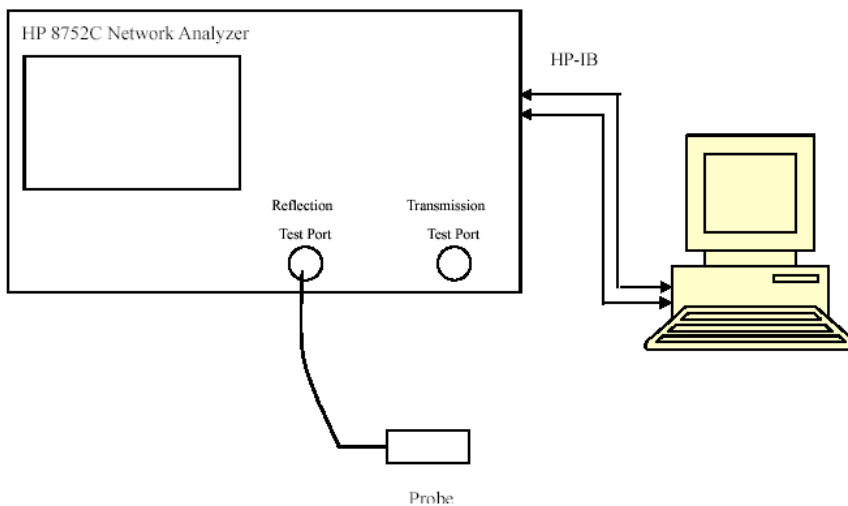 HP 8752C Network Analyzer
HP-IB
Reflection
Test Port
Transmission
Test Port
Probe